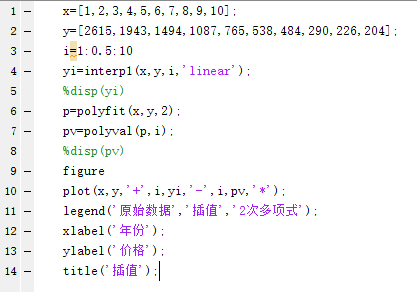 1 - x=[1,2,3,4,5,6,7,8,9,10];
2 - y=[2615,1943,1494,1087,765,538,484,290,226,204];
3 - i=1:0.5:10
4 - yi=interp1(x,y,i,'linear');
5 %disp(yi)
6 - p=polyfit(x,y,2);
7 - pv=polyval(p,i);
8 %disp(pv)
9 - figure
10 - plot(x,y,'+',i,yi,'-',i,pv,'*');
11 - legend('原始数据','插值','2次多项式');
12 - xlabel('年份');
13 - ylabel('价格');
14 - title('插值');